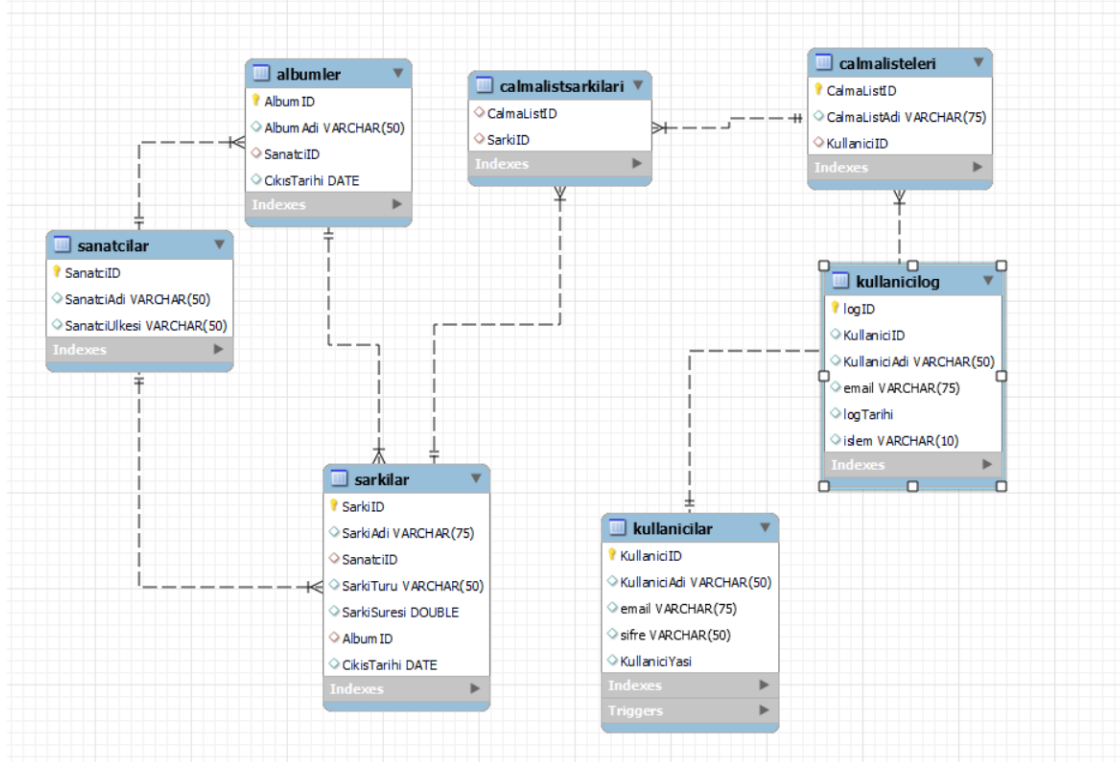 albumler
AlbumID
AlbumAdi VARCHAR(50)
SanatciID
CıkısTarihi DATE
Indexes
calmalistsarkilari
CalmaListID
SarkiID
Indexes
calmalisteleri
CalmaListID
CalmaListAdi VARCHAR(75)
KullaniciID
Indexes
sanatcilar
SanatciID
SanatciAdi VARCHAR(50)
SanatciUlkesi VARCHAR(50)
Indexes
kullanicilog
logID
KullaniciID
KullaniciAdi VARCHAR(50)
email VARCHAR(75)
logTarihi
islem VARCHAR(10)
Indexes
sarkilar
SarkiID
SarkiAdi VARCHAR(75)
SanatciID
SarkiTuru VARCHAR(50)
SarkiSuresi DOUBLE
AlbumID
CikisTarihi DATE
Indexes
kullanicilar
KullaniciID
KullaniciAdi VARCHAR(50)
email VARCHAR(75)
sifre VARCHAR(50)
KullaniciYasi
Indexes
Triggers